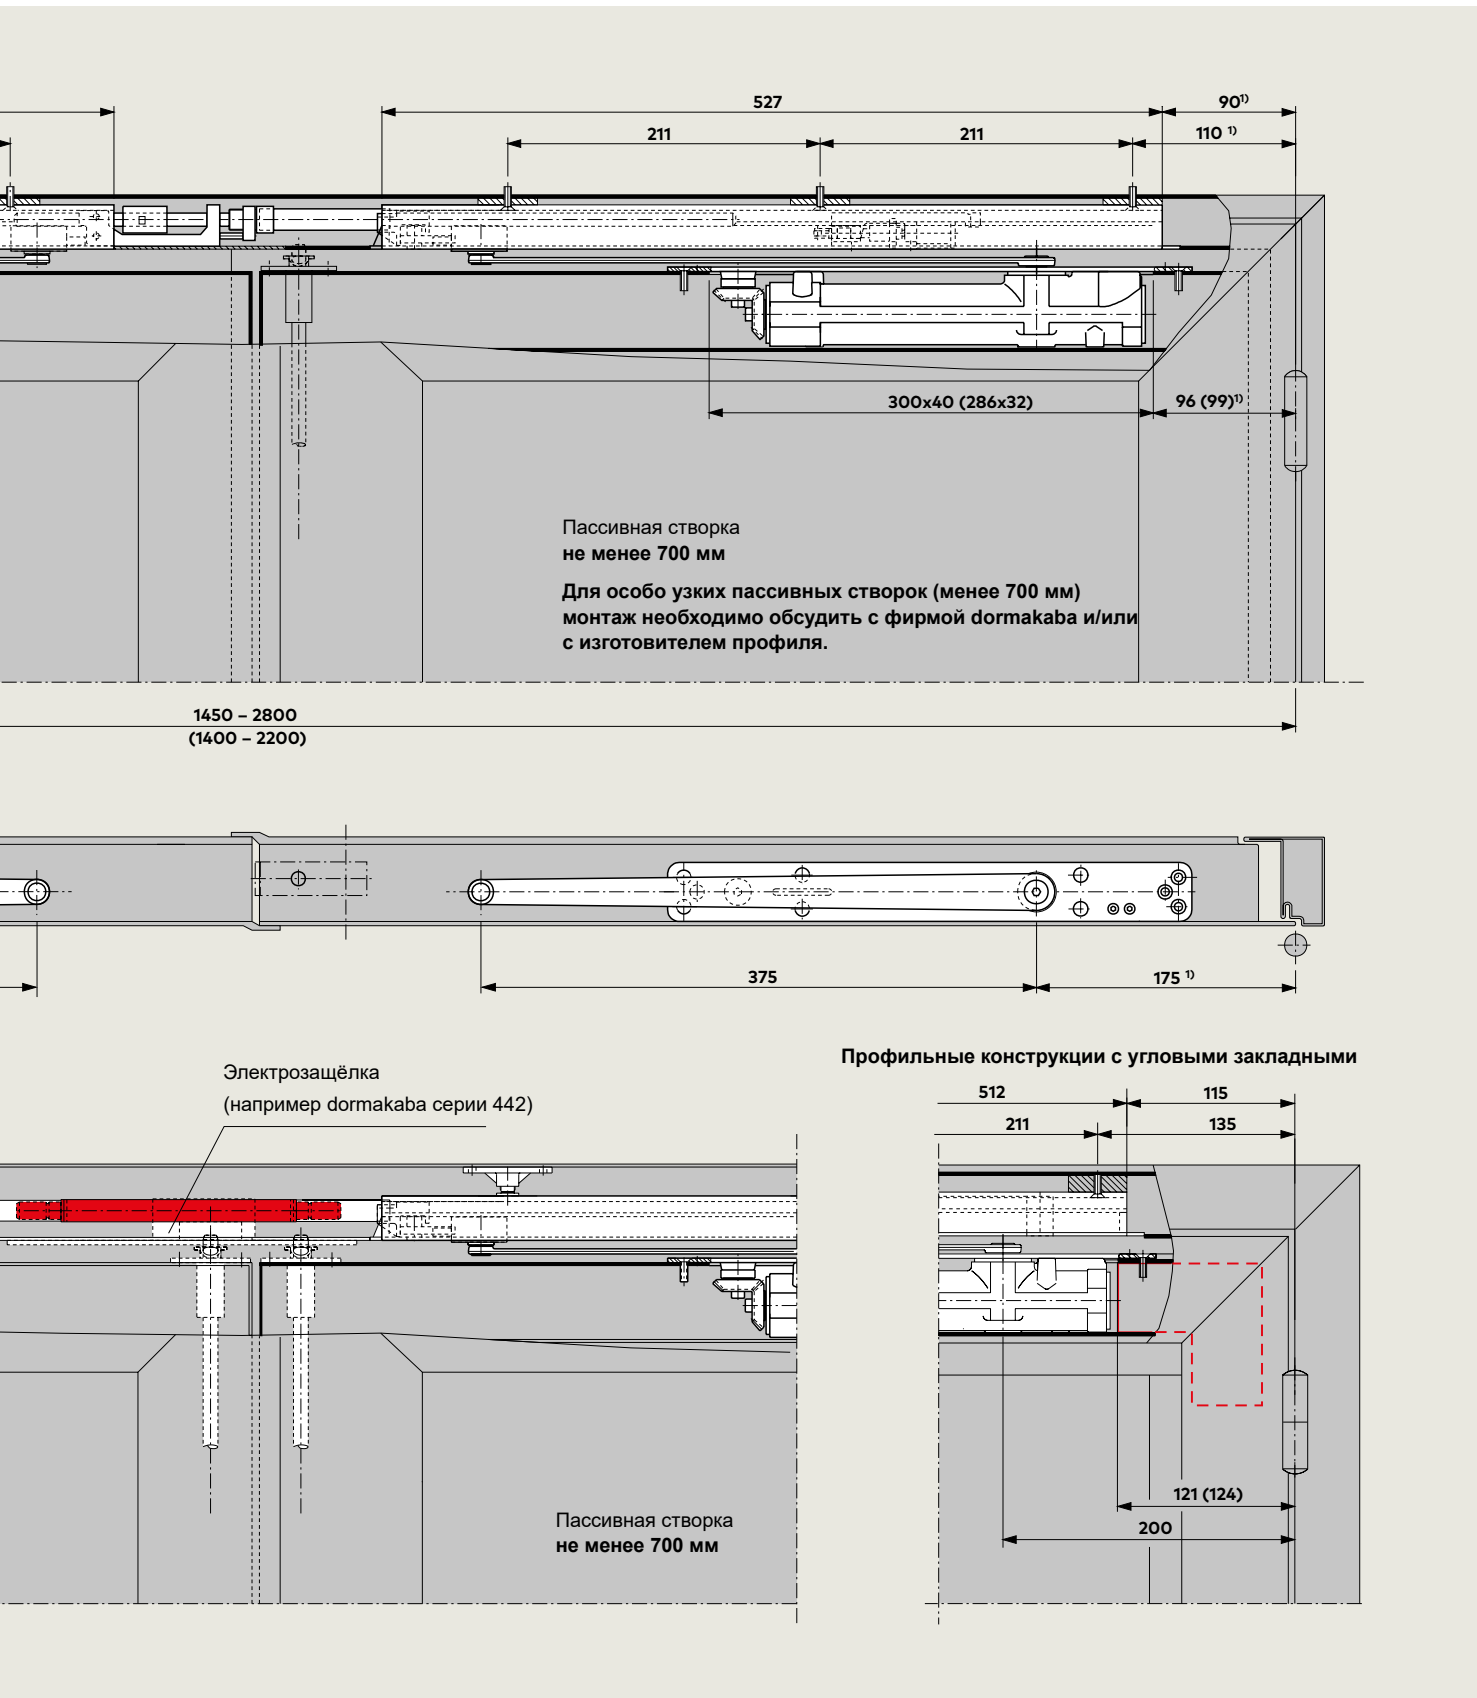 527
90¹⁾
211
211
110 ¹⁾
300x40 (286x32)
96 (99)¹⁾
Пассивная створка
не менее 700 мм
Для особо узких пассивных створок (менее 700 мм)
монтаж необходимо обсудить с фирмой dormakaba и/или
с изготовителем профиля.
1450 – 2800
(1400 – 2200)
375
175 ¹⁾
Электрозащёлка
(например dormakaba серии 442)
Профильные конструкции с угловыми закладными
512
115
211
135
121 (124)
200
Пассивная створка
не менее 700 мм